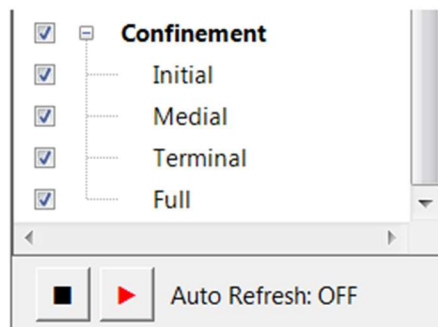 Confinement
Initial
Medial
Terminal
Full
Auto Refresh: OFF